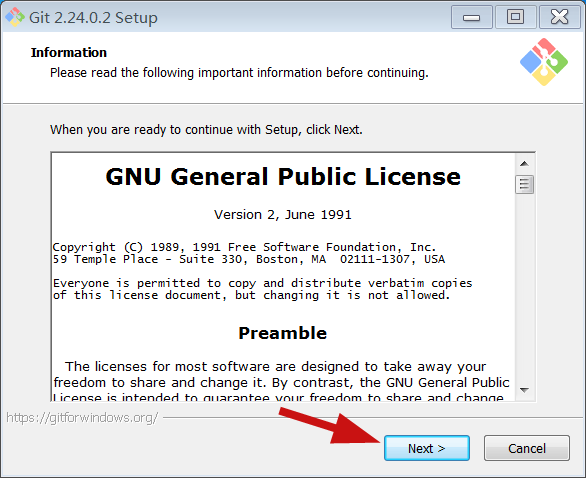 Git 2.24.0.2 Setup
Information
Please read the following important information before continuing.
When you are ready to continue with Setup, click Next.
GNU General Public License
Version 2, June 1991
Copyright (C) 1989, 1991 Free Software Foundation, Inc.
59 Temple Place - Suite 330, Boston, MA  02111-1307, USA
Everyone is permitted to copy and distribute verbatim copies
of this license document, but changing it is not allowed.
Preamble
The licenses for most software are designed to take away your
freedom to share and change it. By contrast, the GNU General Public
License is intended to guarantee your freedom to share and change
https://gitforwindows.org/
Next >
Cancel